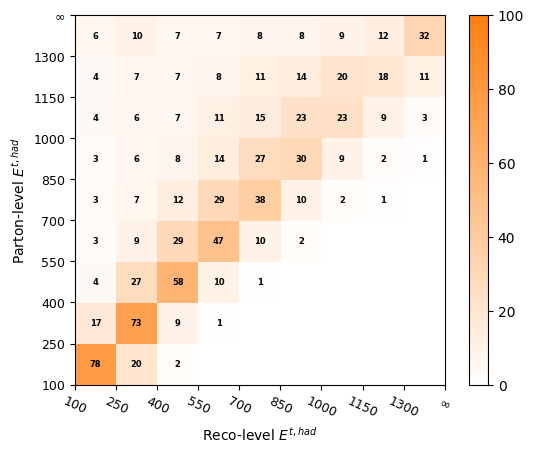 ∞
6 10 7 7 8 8 9 12 32
1300
4 7 7 8 11 14 20 18 11
1150
4 6 7 11 15 23 23 9 3
1000
3 6 8 14 27 30 9 2 1
850
3 7 12 29 38 10 2 1
700
3 9 29 47 10 2
550
4 27 58 10 1
400
17 73 9 1
250
78 20 2
100
Parton-level E^{t, had}
100 250 400 550 700 850 1000 1150 1300 ∞
Reco-level E^{t, had}
100
80
60
40
20
0